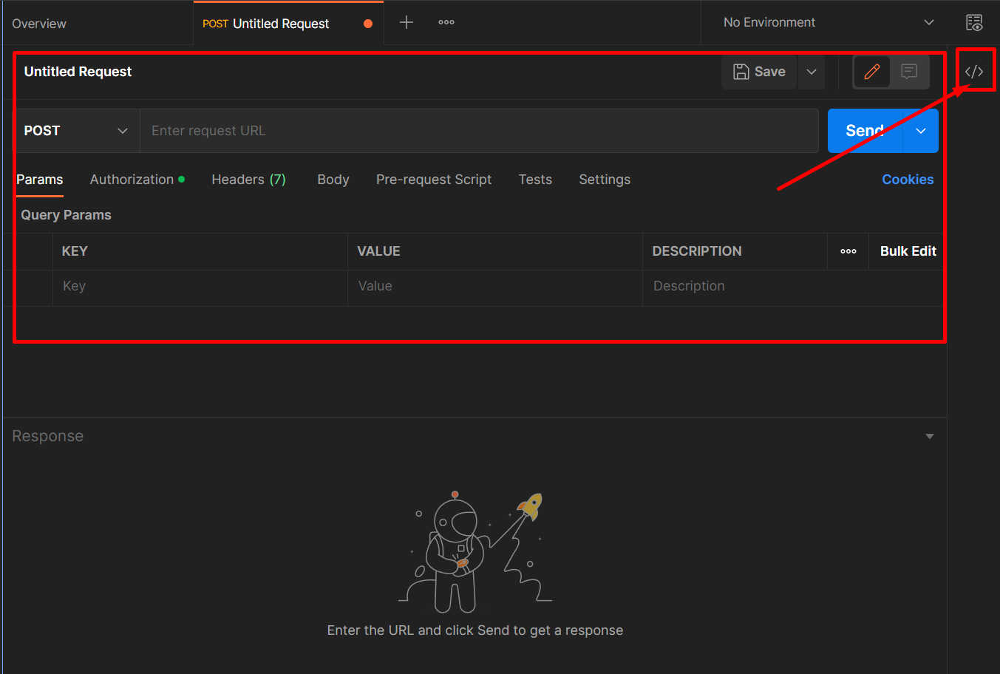 Overview
POST Untitled Request
No Environment
Untitled Request
Save
POST
Enter request URL
Send
Params
Authorization
Headers (7)
Body
Pre-request Script
Tests
Settings
Cookies
Query Params
KEY
VALUE
DESCRIPTION
Bulk Edit
Key
Value
Description
Response
Enter the URL and click Send to get a response